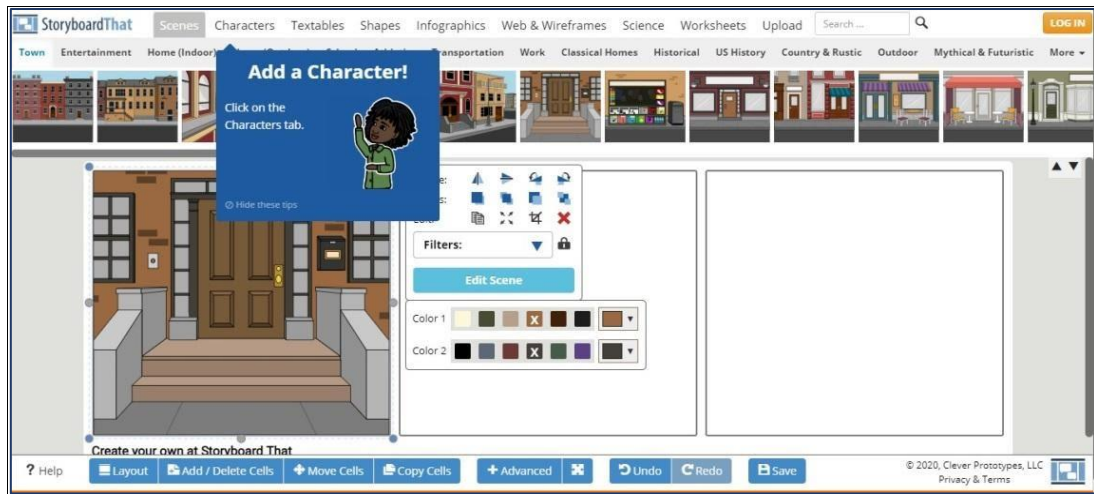 StoryboardThat Scenes Characters Textables Shapes Infographics Web & Wireframes Science Worksheets Upload Search ... LOG IN
Town Entertainment Home (Indoor) Transportation Work Classical Homes Historical US History Country & Rustic Outdoor Mythical & Futuristic More
Add a Character!
Click on the
Characters tab.
Hide these tips
Filters:
Edit Scene
Color 1 X
Color 2 X
Create your own at Storyboard That
? Help Layout Add / Delete Cells Move Cells Copy Cells + Advanced Undo Redo Save © 2020, Clever Prototypes, LLC
Privacy & Terms